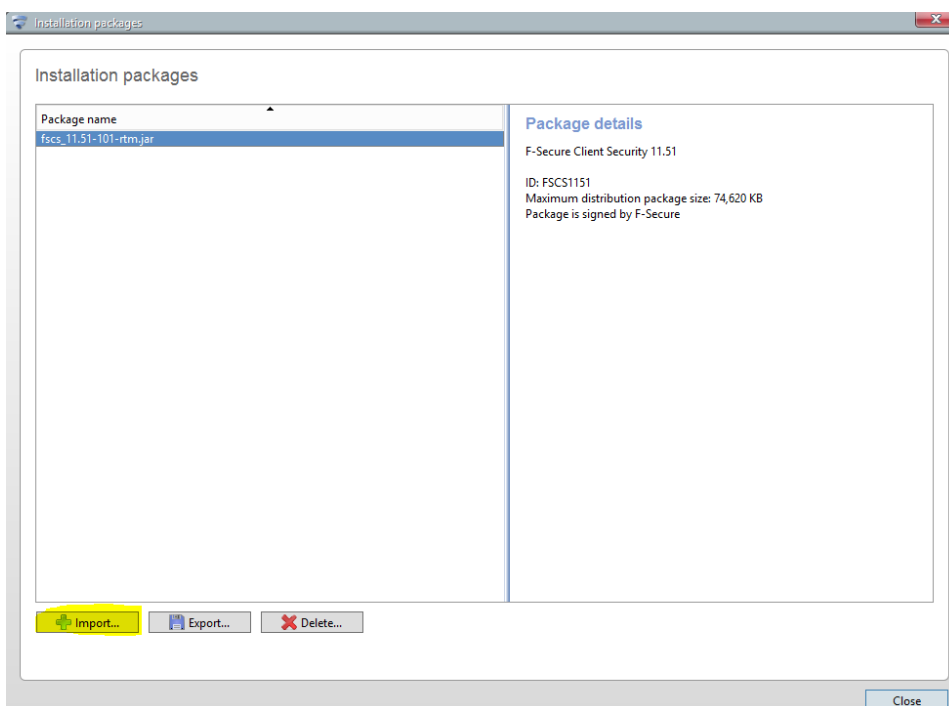 Installation packages
Installation packages
Package name
fscs_11.51-101-rtm.jar
Package details
F-Secure Client Security 11.51
ID: FSCS1151
Maximum distribution package size: 74,620 KB
Package is signed by F-Secure
Import...
Export...
Delete...
Close